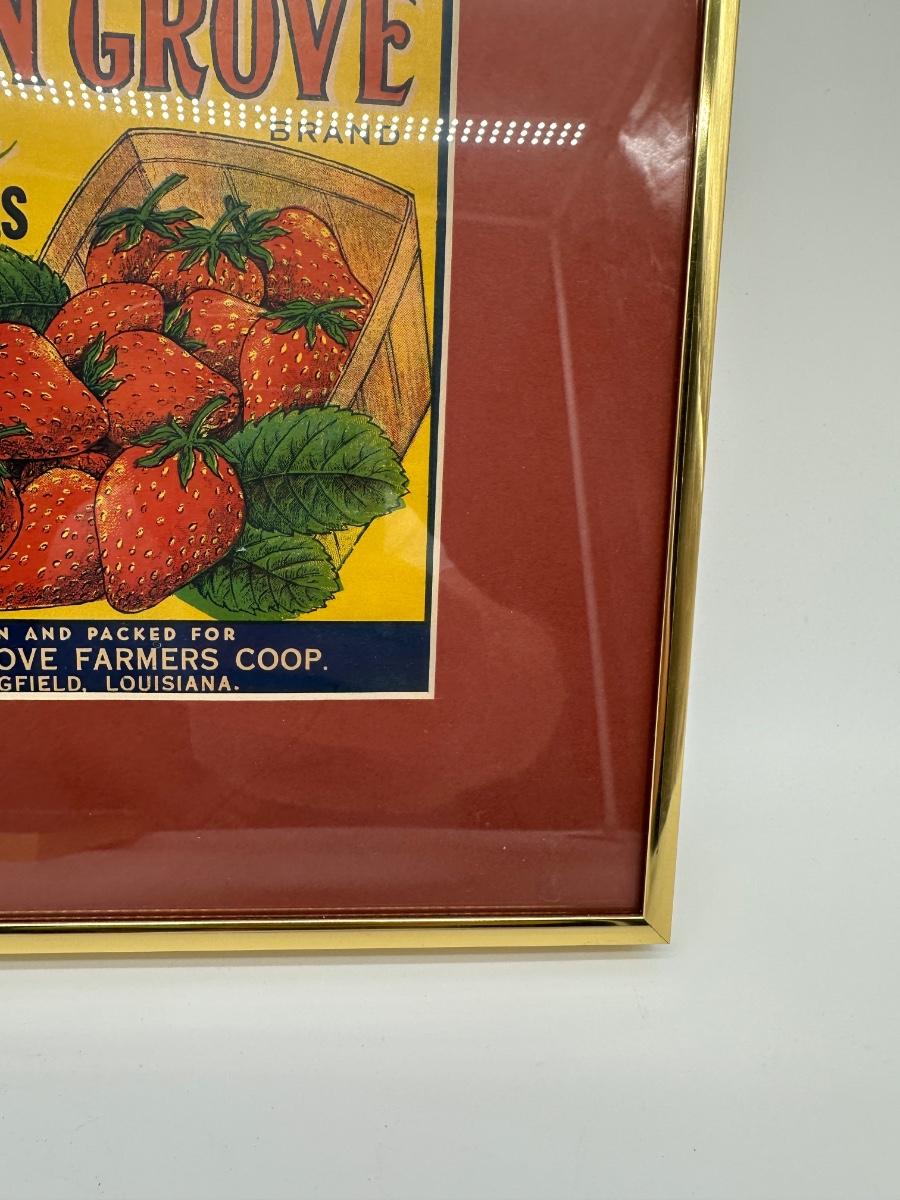 N GROVE
BRAND
S
N AND PACKED FOR
OVE FARMERS COOP.
GFIELD, LOUISIANA.